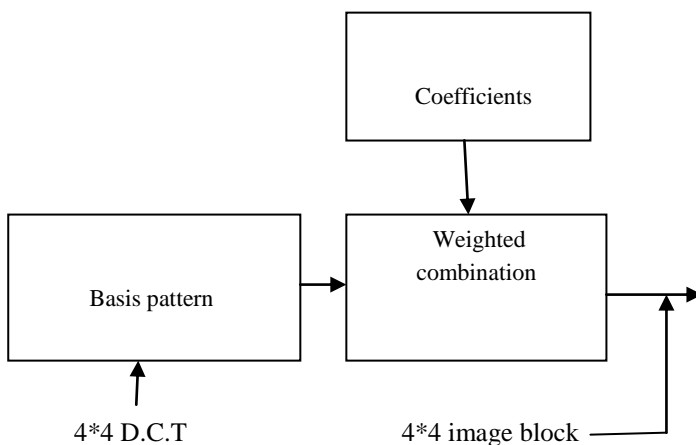 Coefficients
Weighted
combination
Basis pattern
4*4 D.C.T
4*4 image block